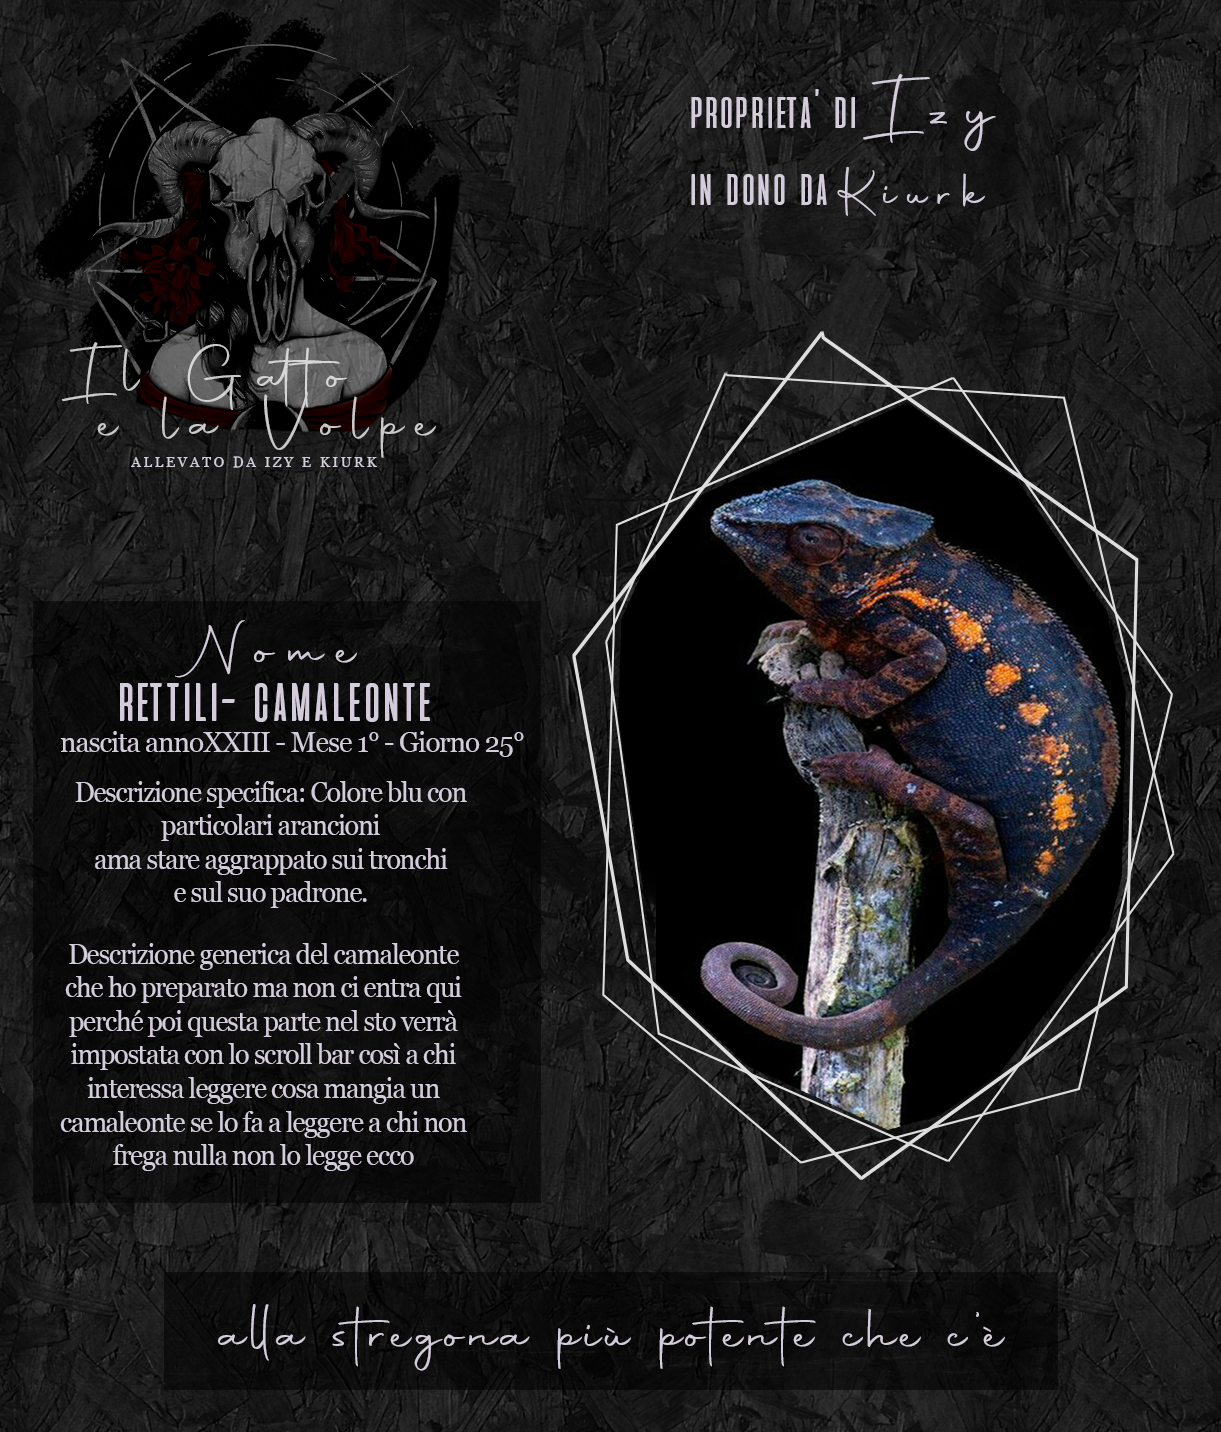 Il Gatto
e la Volpe
ALLEVATO DA IZY E KIURK
PROPRIETA' DI Izy
IN DONO DA Kiurk
Nome
RETTILI- CAMALEONTE
nascita annoXXIII - Mese 1° - Giorno 25°
Descrizione specifica: Colore blu con
particolari arancioni
ama stare aggrappato sui tronchi
e sul suo padrone.
Descrizione generica del camaleonte
che ho preparato ma non ci entra qui
perché poi questa parte nel sto verrà
impostata con lo scroll bar così a chi
interessa leggere cosa mangia un
camaleonte se lo fa a leggere a chi non
frega nulla non lo legge ecco
alla stregona più potente che c'è